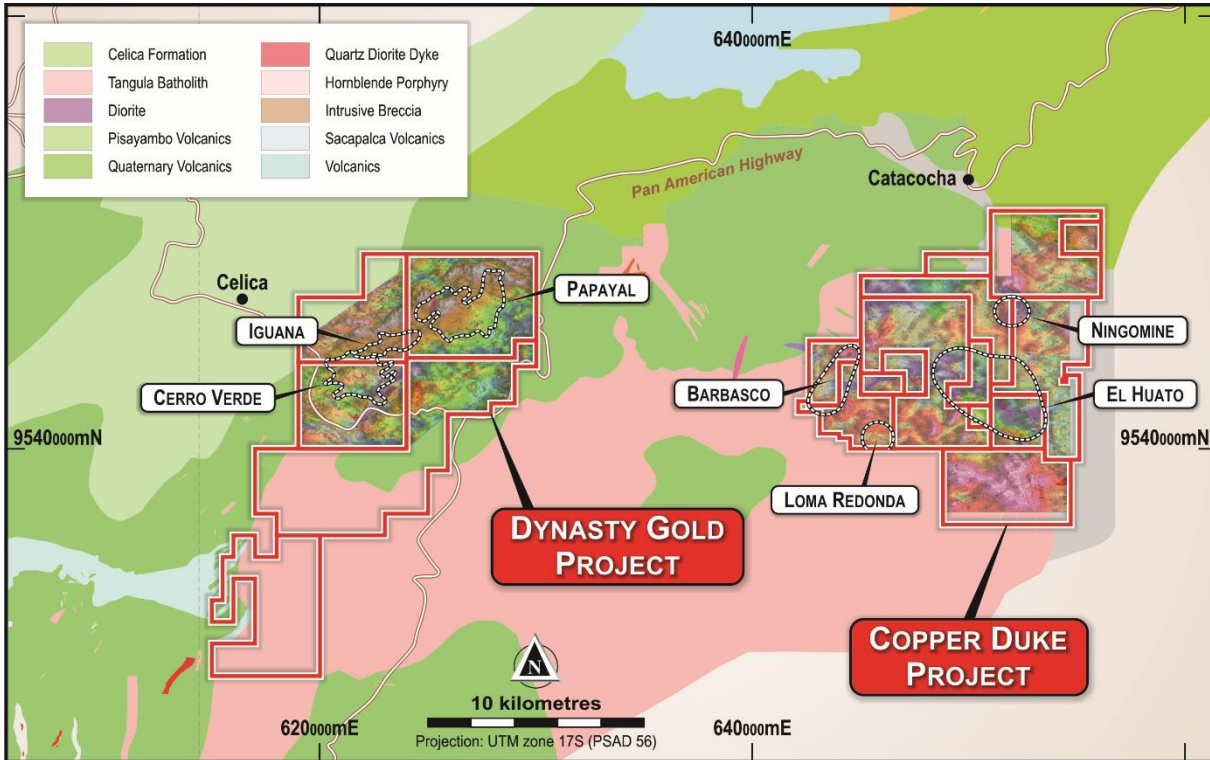 640000mE
Celica Formation
Tangula Batholith
Diorite
Pisayambo Volcanics
Quaternary Volcanics
Quartz Diorite Dyke
Hornblende Porphyry
Intrusive Breccia
Sacapalca Volcanics
Volcanics
Pan American Highway
Catacocha
Celica
PAPAYAL
IGUANA
NINGOMINE
CERRO VERDE
BARBASCO
EL HUATO
9540000mN
9540000mN
LOMA REDONDA
DYNASTY GOLD
PROJECT
COPPER DUKE
PROJECT
N
10 kilometres
620000mE
640000mE
Projection: UTM zone 17S (PSAD 56)